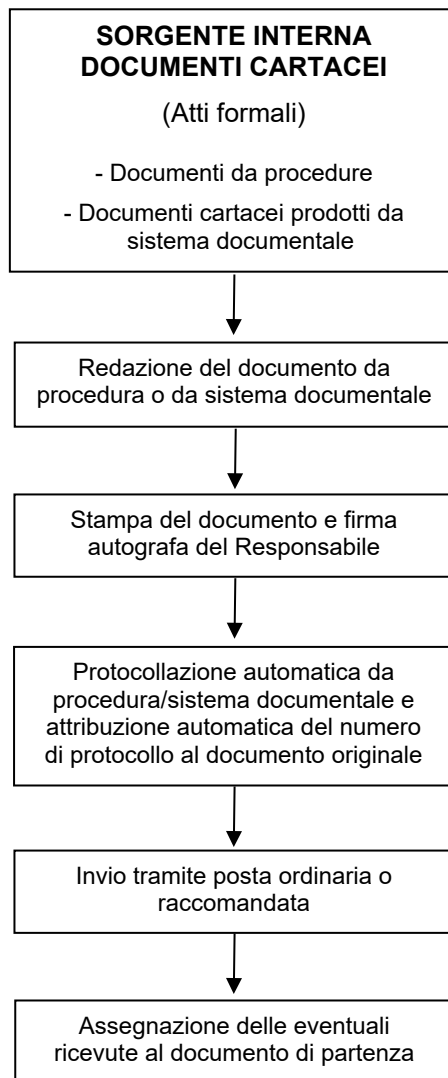 SORGENTE INTERNA
DOCUMENTI CARTACEI
(Atti formali)
- Documenti da procedure
- Documenti cartacei prodotti da
sistema documentale
Redazione del documento da
procedura o da sistema documentale
Stampa del documento e firma
autografa del Responsabile
Protocollazione automatica da
procedura/sistema documentale e
attribuzione automatica del numero
di protocollo al documento originale
Invio tramite posta ordinaria o
raccomandata
Assegnazione delle eventuali
ricevute al documento di partenza